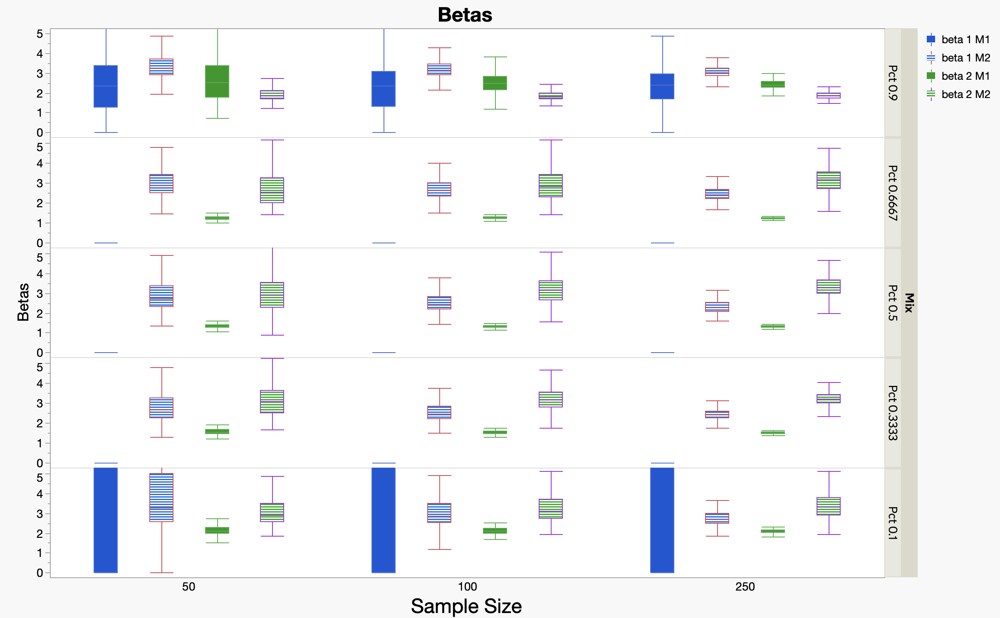 Betas
5
4
3
2
1
0
5
4
3
2
1
0
5
4
3
2
1
0
5
4
3
2
1
0
5
4
3
2
1
0
Betas
50
100
250
Sample Size
Pct 0.9
Pct 0.6667
Pct 0.5
Pct 0.3333
Pct 0.1
Mix
beta 1 M1
beta 1 M2
beta 2 M1
beta 2 M2